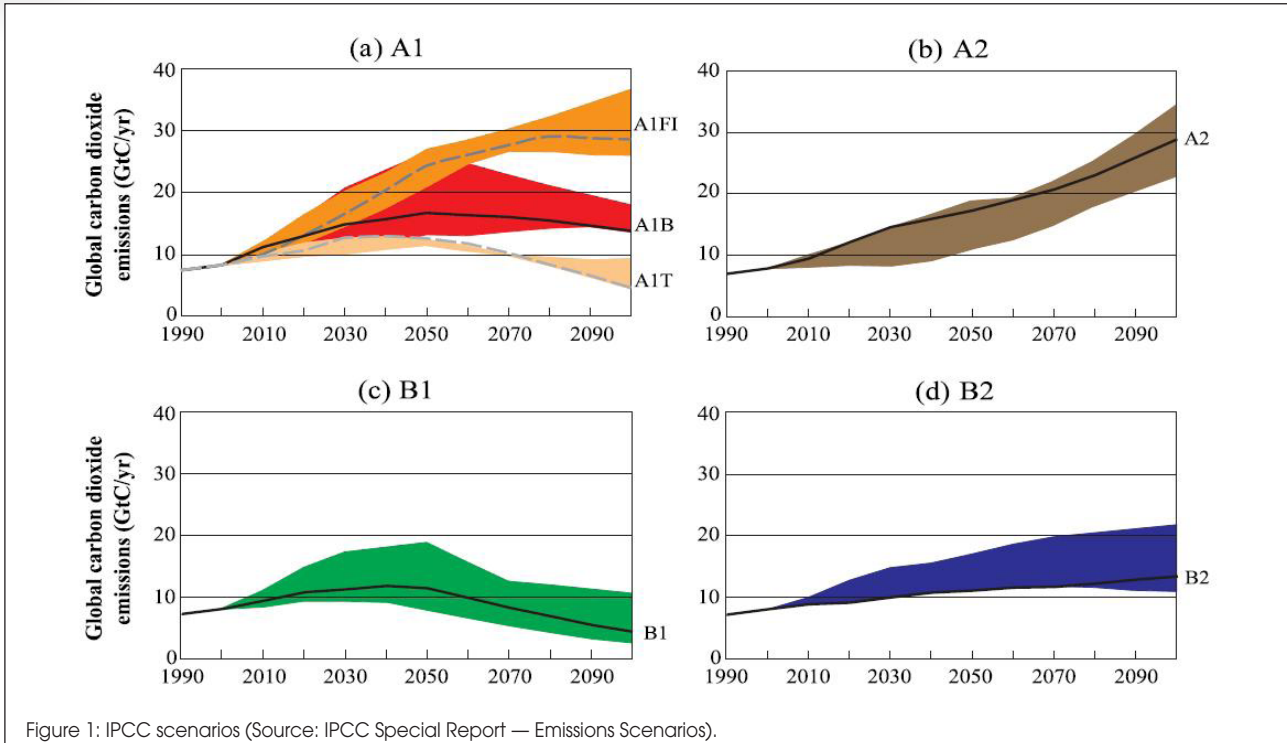 (a) A1
(b) A2
Global carbon dioxide
emissions (GtC/yr)
40
30
20
10
0
A1FI
A1B
A1T
1990 2010 2030 2050 2070 2090
40
30
20
10
0
A2
1990 2010 2030 2050 2070 2090
(c) B1
(d) B2
Global carbon dioxide
emissions (GtC/yr)
40
30
20
10
0
B1
1990 2010 2030 2050 2070 2090
40
30
20
10
0
B2
1990 2010 2030 2050 2070 2090
Figure 1: IPCC scenarios (Source: IPCC Special Report — Emissions Scenarios).